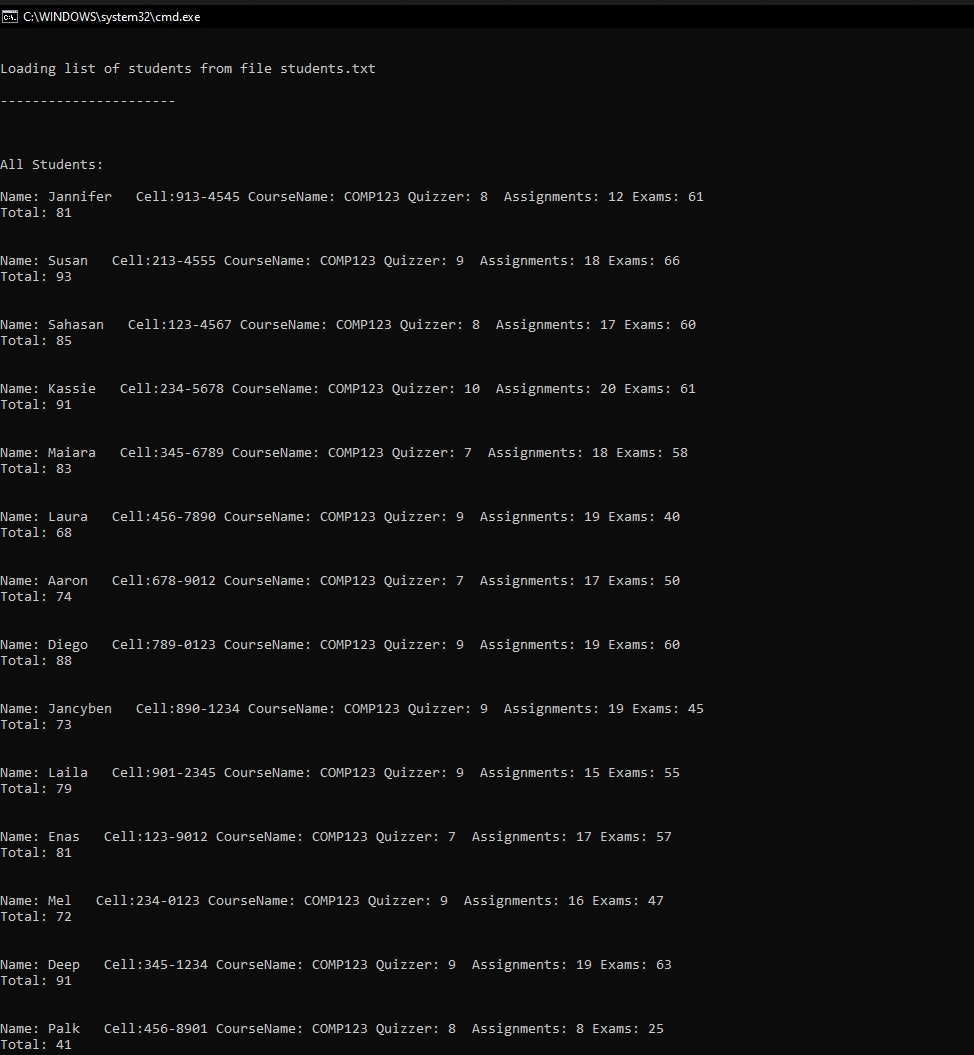 C:\WINDOWS\system32\cmd.exe
Loading list of students from file students.txt
----------------------
All Students:
Name: Jannifer   Cell:913-4545 CourseName: COMP123 Quizzer: 8  Assignments: 12 Exams: 61
Total: 81
Name: Susan   Cell:213-4555 CourseName: COMP123 Quizzer: 9  Assignments: 18 Exams: 66
Total: 93
Name: Sahasan   Cell:123-4567 CourseName: COMP123 Quizzer: 8  Assignments: 17 Exams: 60
Total: 85
Name: Kassie   Cell:234-5678 CourseName: COMP123 Quizzer: 10  Assignments: 20 Exams: 61
Total: 91
Name: Maiara   Cell:345-6789 CourseName: COMP123 Quizzer: 7  Assignments: 18 Exams: 58
Total: 83
Name: Laura   Cell:456-7890 CourseName: COMP123 Quizzer: 9  Assignments: 19 Exams: 40
Total: 68
Name: Aaron   Cell:678-9012 CourseName: COMP123 Quizzer: 7  Assignments: 17 Exams: 50
Total: 74
Name: Diego   Cell:789-0123 CourseName: COMP123 Quizzer: 9  Assignments: 19 Exams: 60
Total: 88
Name: Jancyben   Cell:890-1234 CourseName: COMP123 Quizzer: 9  Assignments: 19 Exams: 45
Total: 73
Name: Laila   Cell:901-2345 CourseName: COMP123 Quizzer: 9  Assignments: 15 Exams: 55
Total: 79
Name: Enas   Cell:123-9012 CourseName: COMP123 Quizzer: 7  Assignments: 17 Exams: 57
Total: 81
Name: Mel   Cell:234-0123 CourseName: COMP123 Quizzer: 9  Assignments: 16 Exams: 47
Total: 72
Name: Deep   Cell:345-1234 CourseName: COMP123 Quizzer: 9  Assignments: 19 Exams: 63
Total: 91
Name: Palk   Cell:456-8901 CourseName: COMP123 Quizzer: 8  Assignments: 8 Exams: 25
Total: 41